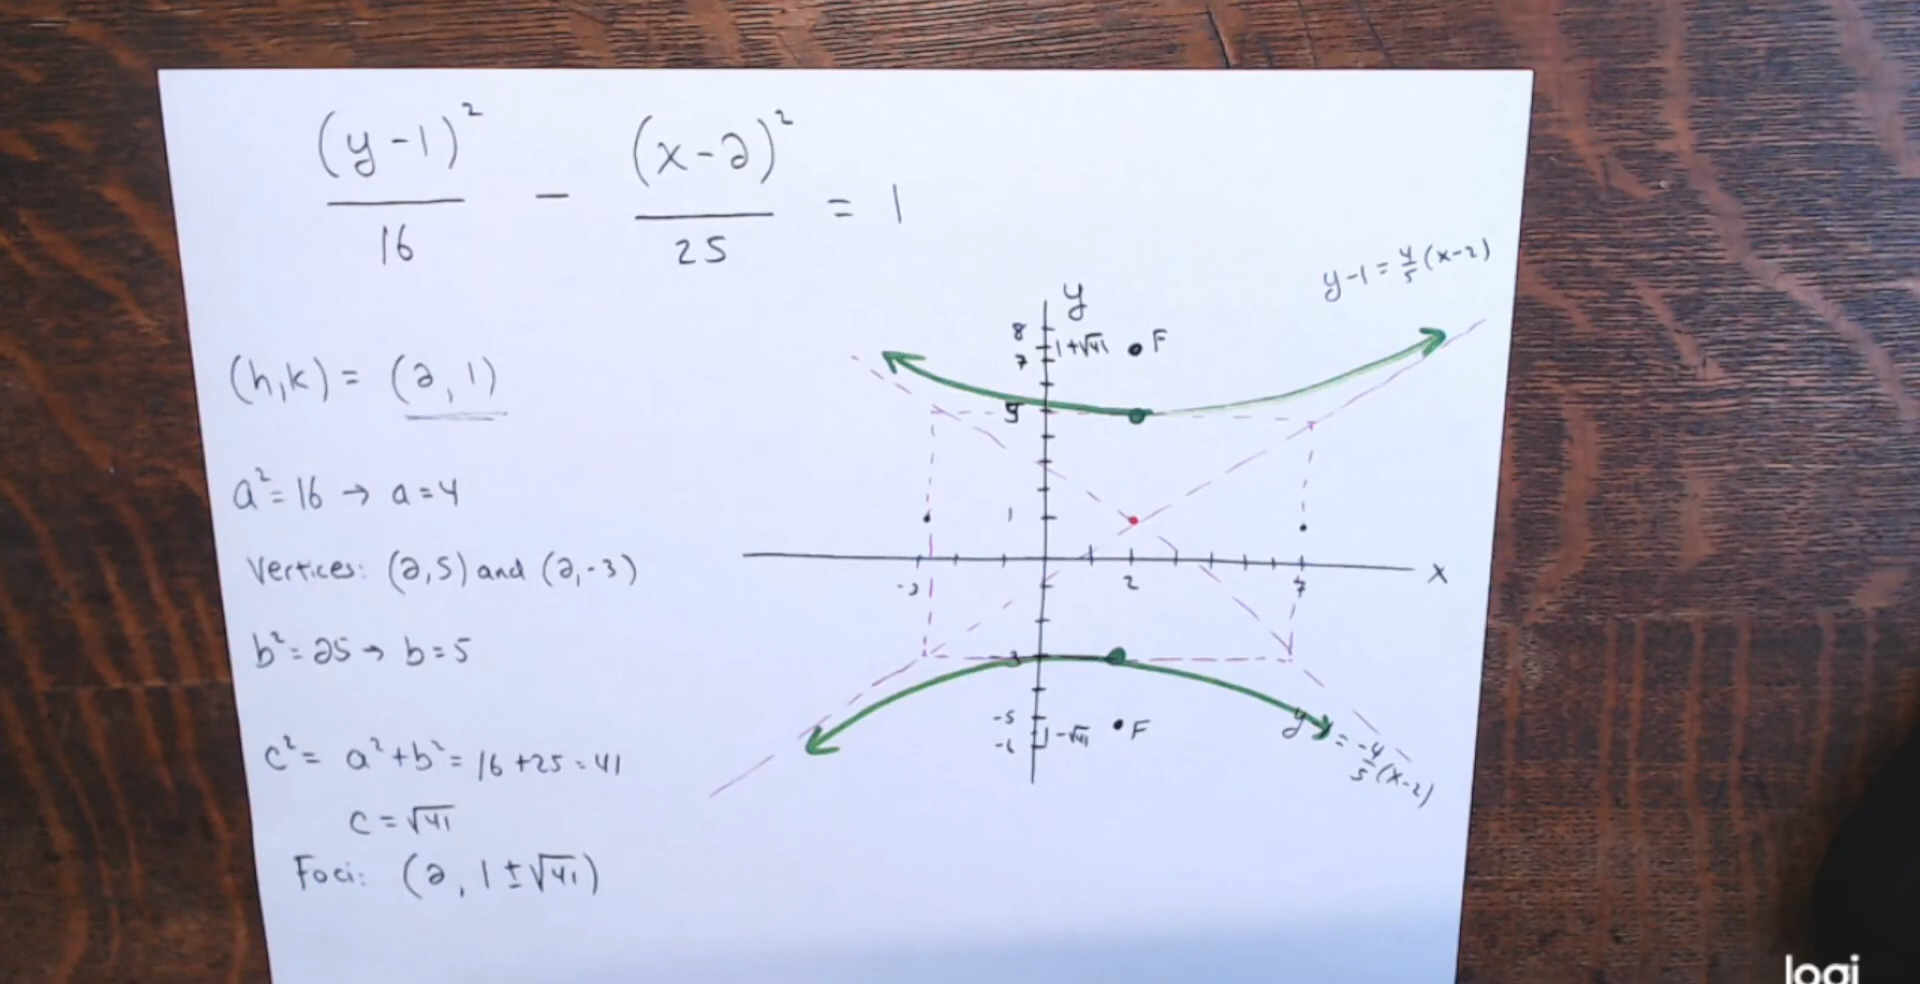 (y-1)² / 16 - (x-2)² / 25 = 1
(h,k) = (2,1)
a² = 16 → a = 4
Vertices: (2,5) and (2,-3)
b² = 25 → b = 5
c² = a² + b² = 16 + 25 = 41
c = √41
Foci: (2, 1 ± √41)
y-1 = 4/5 (x-2)
y
8
1+√41 F
7
5
1
x
2
7
-5
1-√41 F
-6
y = -4/5 (x-2)
logi